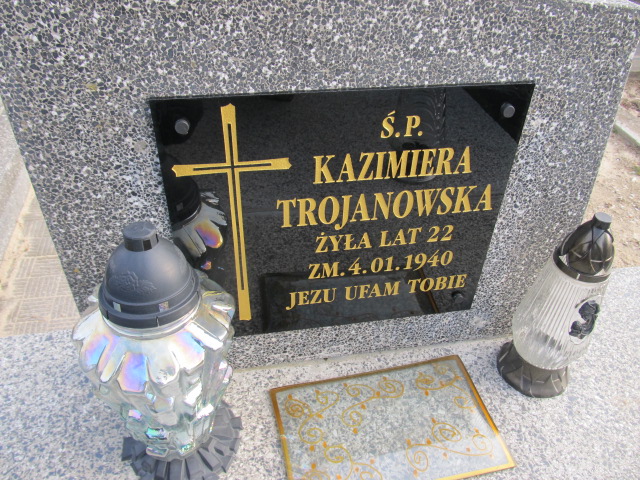 Ś.P.
KAZIMIERA
TROJANOWSKA
ŻYŁA LAT 22
ZM. 4.01.1940
JEZU UFAM TOBIE